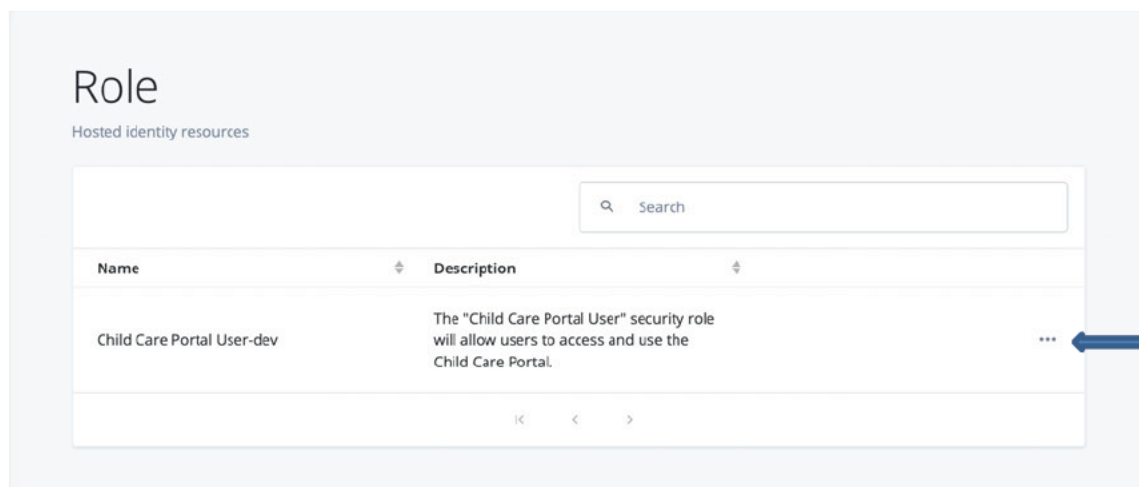 Role
Hosted identity resources
Search
Name
Description
Child Care Portal User-dev
The "Child Care Portal User" security role
will allow users to access and use the
Child Care Portal.